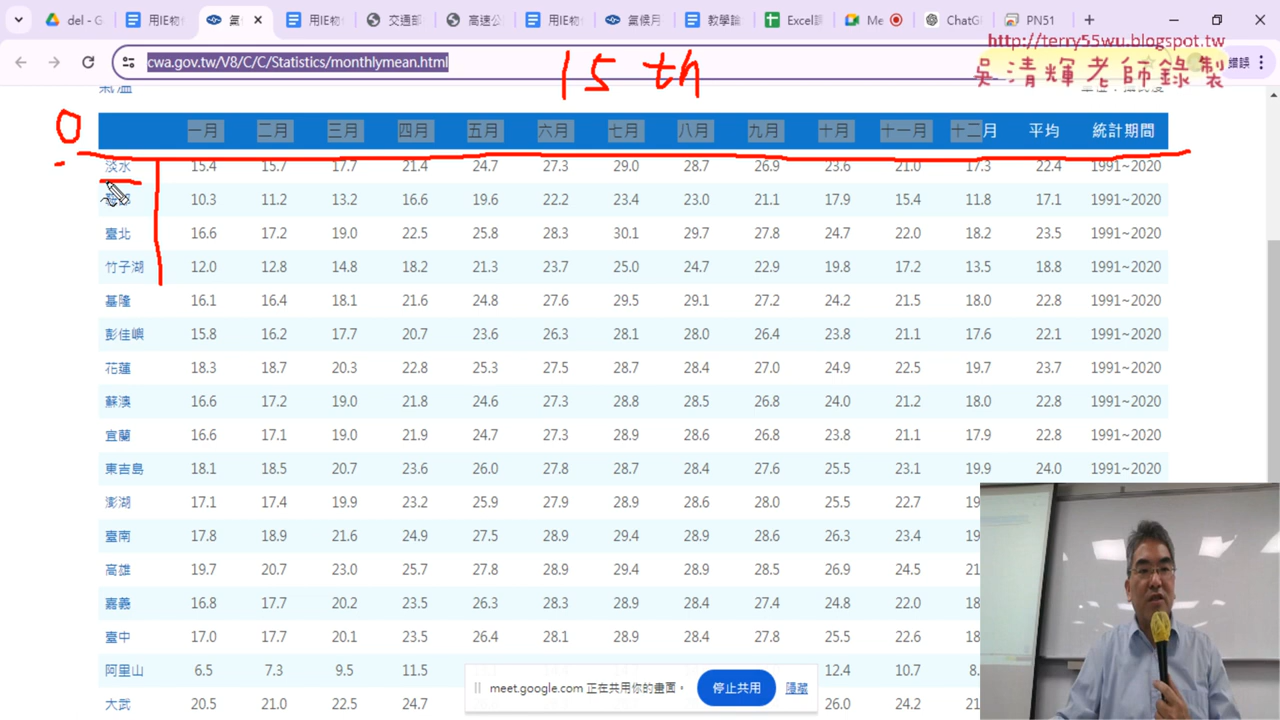 del - G
用IE物
氣
用IE物
交通部
高速公
用IE物
氣候月
教學論
Excel
Me
ChatG
PN51
cwa.gov.tw/V8/C/C/Statistics/monthlymean.html
http://terry55wu.blogspot.tw
吳清輝老師錄製
15 th
氣溫
0
一月 二月 三月 四月 五月 六月 七月 八月 九月 十月 十一月 十二月 平均 統計期間
淡水 15.4 15.7 17.7 21.4 24.7 27.3 29.0 28.7 26.9 23.6 21.0 17.3 22.4 1991~2020
10.3 11.2 13.2 16.6 19.6 22.2 23.4 23.0 21.1 17.9 15.4 11.8 17.1 1991~2020
臺北 16.6 17.2 19.0 22.5 25.8 28.3 30.1 29.7 27.8 24.7 22.0 18.2 23.5 1991~2020
竹子湖 12.0 12.8 14.8 18.2 21.3 23.7 25.0 24.7 22.9 19.8 17.2 13.5 18.8 1991~2020
基隆 16.1 16.4 18.1 21.6 24.8 27.6 29.5 29.1 27.2 24.2 21.5 18.0 22.8 1991~2020
彭佳嶼 15.8 16.2 17.7 20.7 23.6 26.3 28.1 28.0 26.4 23.8 21.1 17.6 22.1 1991~2020
花蓮 18.3 18.7 20.3 22.8 25.3 27.5 28.7 28.4 27.0 24.9 22.5 19.7 23.7 1991~2020
蘇澳 16.6 17.2 19.0 21.8 24.6 27.3 28.8 28.5 26.8 24.0 21.2 18.0 22.8 1991~2020
宜蘭 16.6 17.1 19.0 21.9 24.7 27.3 28.9 28.6 26.8 23.8 21.1 17.9 22.8 1991~2020
東吉島 18.1 18.5 20.7 23.6 26.0 27.8 28.7 28.4 27.6 25.5 23.1 19.9 24.0 1991~2020
澎湖 17.1 17.4 19.9 23.2 25.9 27.9 28.9 28.6 28.0 25.5 22.7 19
臺南 17.8 18.9 21.6 24.9 27.5 28.9 29.4 28.9 28.6 26.3 23.4 19
高雄 19.7 20.7 23.0 25.7 27.8 28.9 29.4 28.9 28.5 26.9 24.5 21
嘉義 16.8 17.7 20.2 23.5 26.3 28.3 28.9 28.4 27.4 24.8 22.0 18
臺中 17.0 17.7 20.1 23.5 26.4 28.1 28.9 28.4 27.8 25.5 22.6 18
阿里山 6.5 7.3 9.5 11.5 12.4 10.7 8.
大武 20.5 21.0 22.5 24.7 26.0 24.2 21
meet.google.com 正在共用你的畫面。 停止共用 隱藏